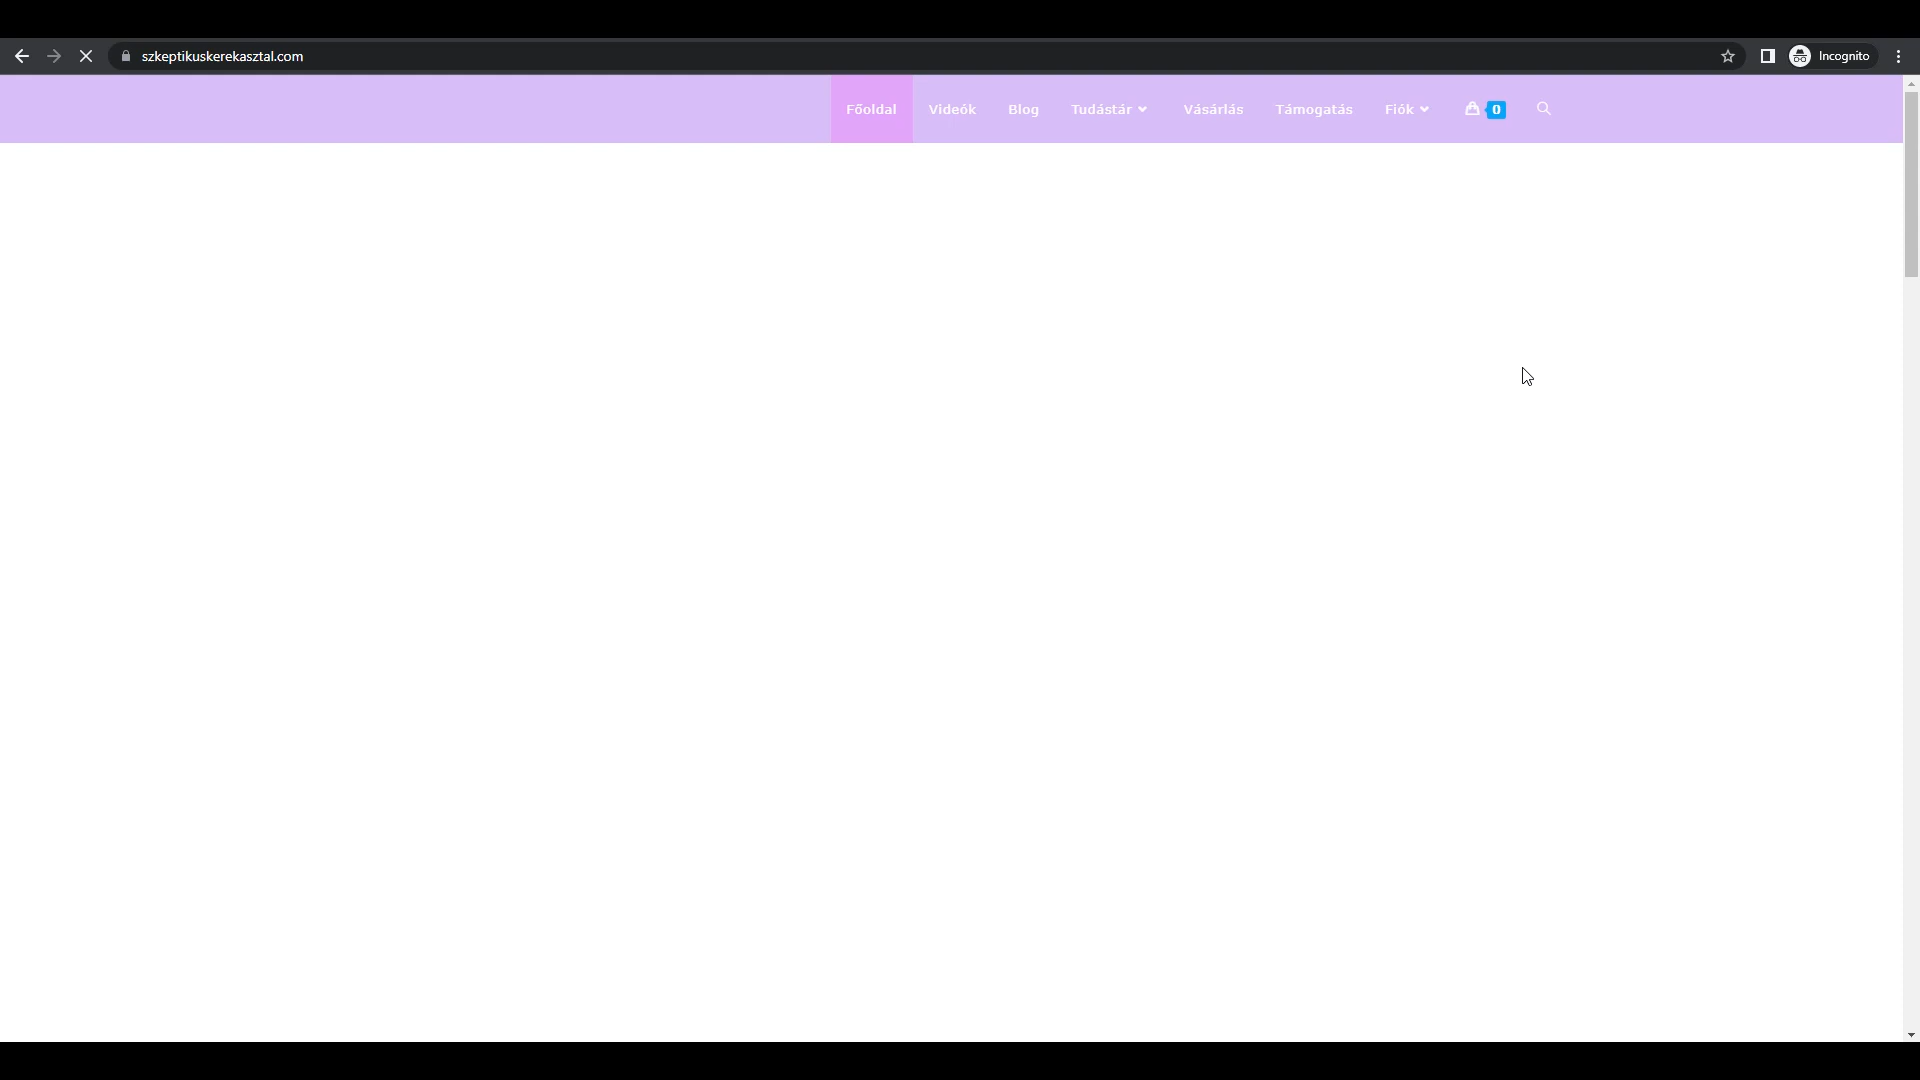 szkeptikuskerekasztal.com
Incognito
Főoldal Videók Blog Tudástár Vásárlás Támogatás Fiók 0